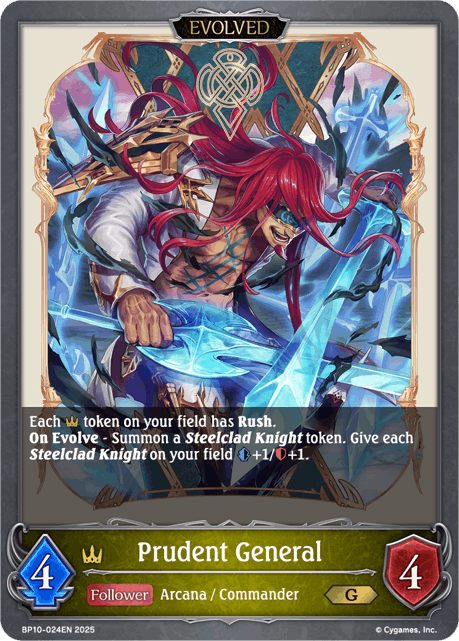 EVOLVED
Each token on your field has Rush.
On Evolve - Summon a Steelclad Knight token. Give each
Steelclad Knight on your field +1/+1.
4
Prudent General
4
Follower Arcana / Commander G
BP10-024EN 2025 © Cygames, Inc.